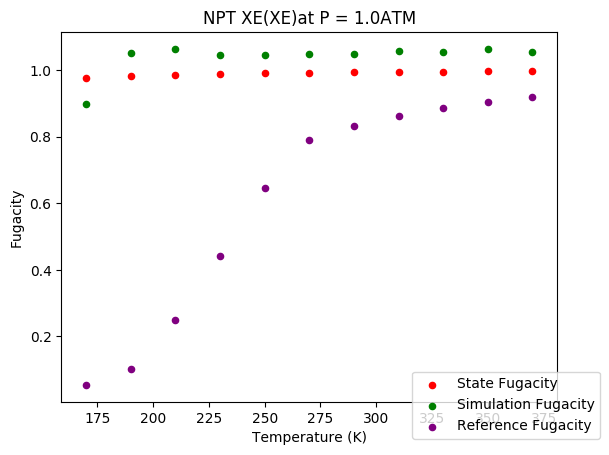 NPT XE(XE)at P = 1.0ATM
Fugacity
1.0
0.8
0.6
0.4
0.2
175 200 225 250 275 300 325 350 375
Temperature (K)
State Fugacity
Simulation Fugacity
Reference Fugacity